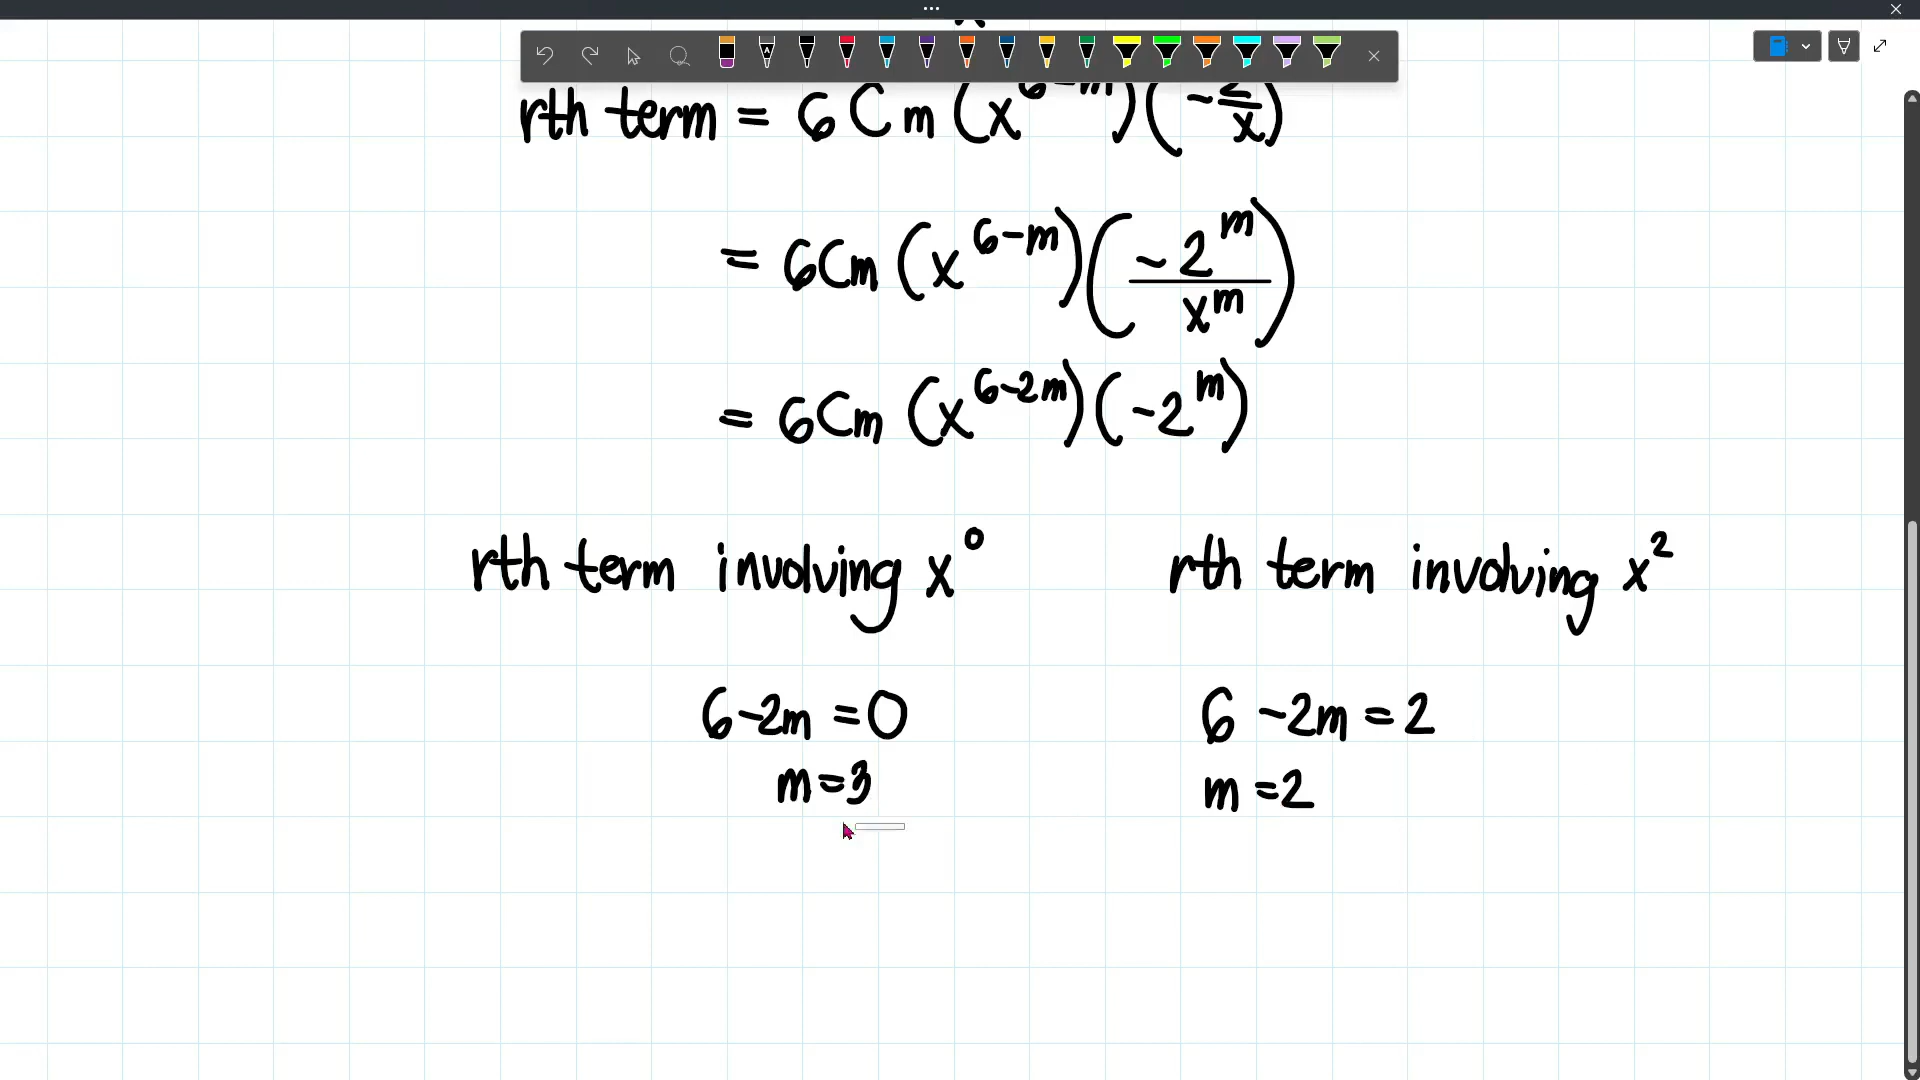 rth term = 6 C m (x^{6-m}) (-2/x)
= 6Cm (x^{6-m}) (-2^m/x^m)
= 6Cm (x^{6-2m}) (-2^m)
rth term involving x^0
rth term involving x^2
6-2m = 0
6 -2m = 2
m = 3
m = 2